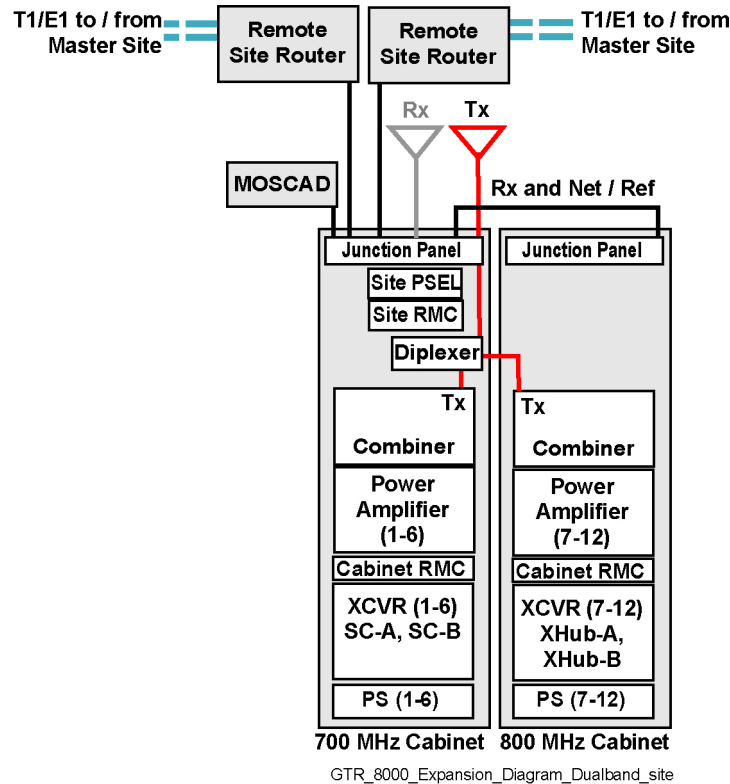 T1/E1 to / from
Master Site
Remote
Site Router
Remote
Site Router
T1/E1 to / from
Master Site
Rx
Tx
MOSCAD
Rx and Net / Ref
Junction Panel
Junction Panel
Site PSEL
Site RMC
Diplexer
Tx
Combiner
Tx
Combiner
Power
Amplifier
(1-6)
Power
Amplifier
(7-12)
Cabinet RMC
Cabinet RMC
XCVR (1-6)
SC-A, SC-B
XCVR (7-12)
XHub-A,
XHub-B
PS (1-6)
PS (7-12)
700 MHz Cabinet
800 MHz Cabinet
GTR_8000_Expansion_Diagram_Dualband_site